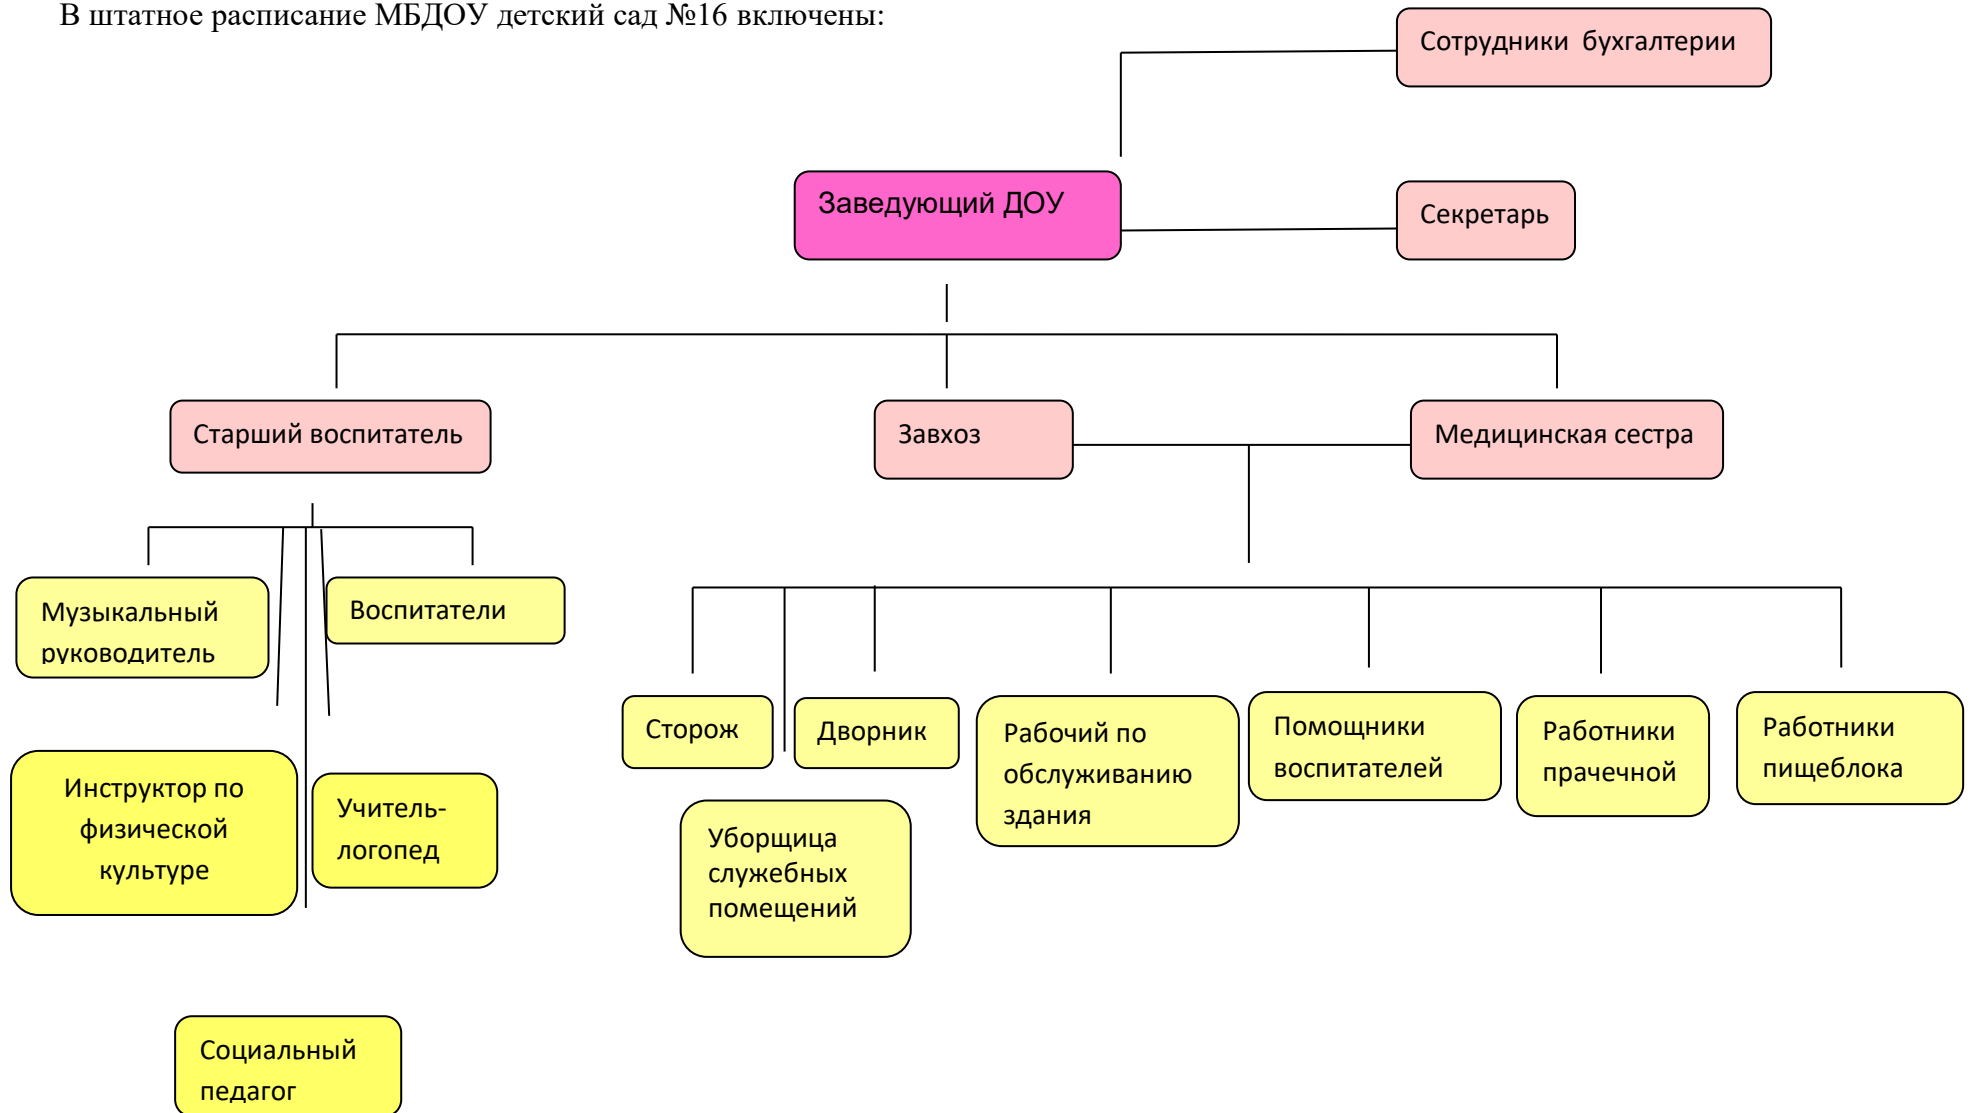 В штатное расписание МБДОУ детский сад №16 включены:
Сотрудники бухгалтерии
Заведующий ДОУ
Секретарь
Старший воспитатель
Завхоз
Медицинская сестра
Музыкальный
руководитель
Воспитатели
Инструктор по
физической
культуре
Учитель-
логопед
Социальный
педагог
Сторож
Уборщица
служебных
помещений
Дворник
Рабочий по
обслуживанию
здания
Помощники
воспитателей
Работники
прачечной
Работники
пищеблока